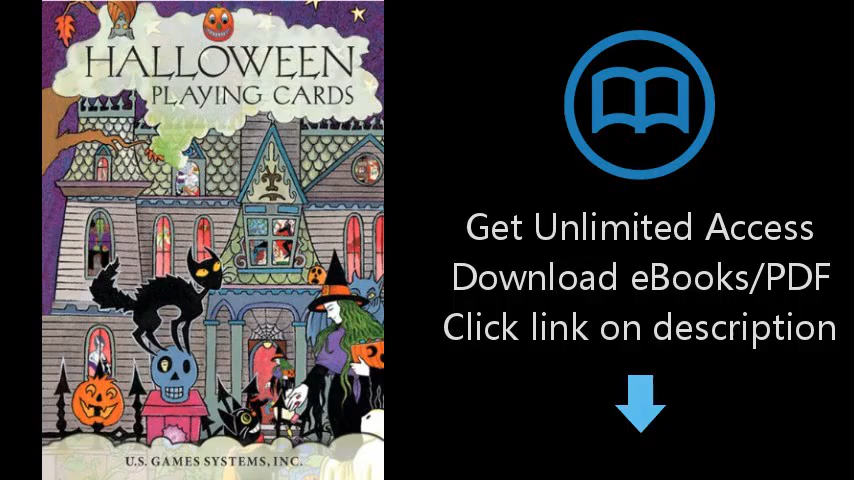 HALLOWEEN
PLAYING CARDS
U.S. GAMES SYSTEMS, INC.
Get Unlimited Access
Download eBooks/PDF
Click link on description